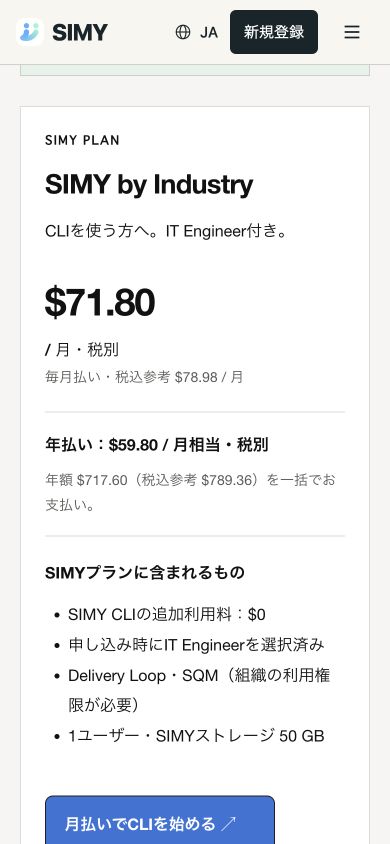 SIMY
JA
新規登録
SIMY PLAN
SIMY by Industry
CLIを使う方へ。IT Engineer付き。
$71.80
/ 月・税別
毎月払い・税込参考 $78.98 / 月
年払い：$59.80 / 月相当・税別
年額 $717.60（税込参考 $789.36）を一括でお
支払い。
SIMYプランに含まれるもの
• SIMY CLIの追加利用料：$0
• 申し込み時にIT Engineerを選択済み
• Delivery Loop・SQM（組織の利用権
限が必要）
• 1ユーザー・SIMYストレージ 50 GB
月払いでCLIを始める ↗